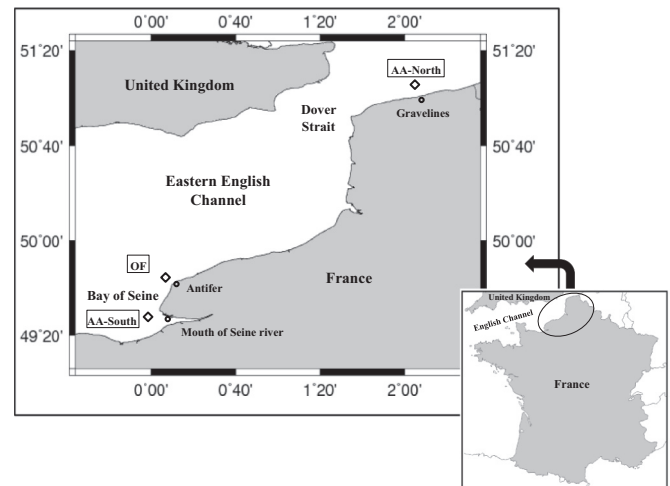 0˚00' 0˚40' 1˚20' 2˚00'
51˚20' 51˚20'
AA-North
United Kingdom
Dover
Strait
Gravelines
50˚40' 50˚40'
Eastern English
Channel
50˚00' 50˚00'
OF
France
Antifer
Bay of Seine
AA-South
Mouth of Seine river
49˚20' 49˚20'
0˚00' 0˚40' 1˚20' 2˚00'
United Kingdom
English Channel
France